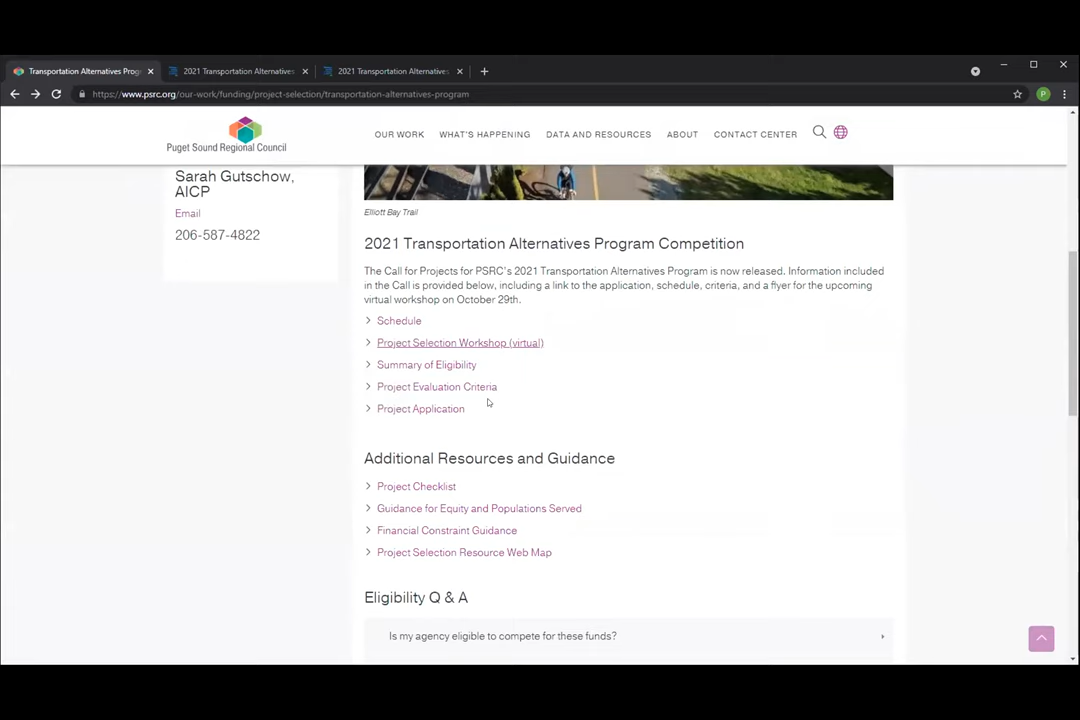 Transportation Alternatives Prog
2021 Transportation Alternatives
2021 Transportation Alternatives
https://www.psrc.org/our-work/funding/project-selection/transportation-alternatives-program
P
Puget Sound Regional Council
OUR WORK
WHAT'S HAPPENING
DATA AND RESOURCES
ABOUT
CONTACT CENTER
Sarah Gutschow,
AICP
Email
206-587-4822
Elliott Bay Trail
2021 Transportation Alternatives Program Competition
The Call for Projects for PSRC's 2021 Transportation Alternatives Program is now released. Information included
in the Call is provided below, including a link to the application, schedule, criteria, and a flyer for the upcoming
virtual workshop on October 29th.
Schedule
Project Selection Workshop (virtual)
Summary of Eligibility
Project Evaluation Criteria
Project Application
Additional Resources and Guidance
Project Checklist
Guidance for Equity and Populations Served
Financial Constraint Guidance
Project Selection Resource Web Map
Eligibility Q & A
Is my agency eligible to compete for these funds?